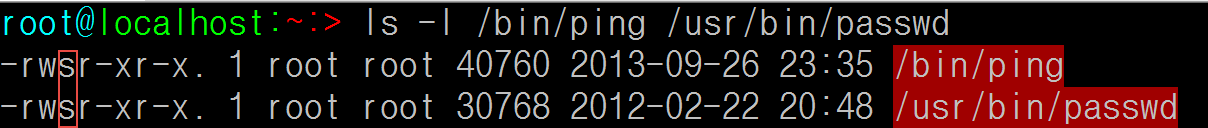 root@localhost:~:> ls -l /bin/ping /usr/bin/passwd
-rwsr-xr-x. 1 root root 40760 2013-09-26 23:35 /bin/ping
-rwsr-xr-x. 1 root root 30768 2012-02-22 20:48 /usr/bin/passwd